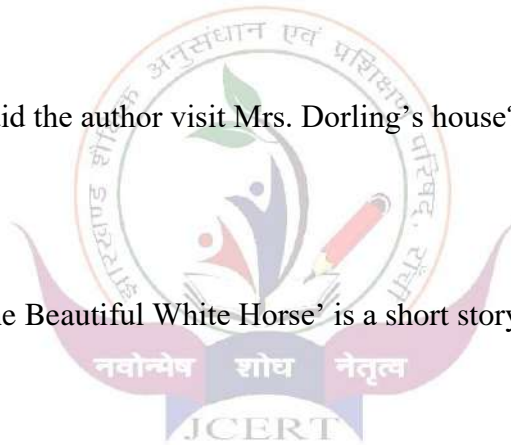 झारखण्ड शैक्षिक अनुसंधान एवं प्रशिक्षण परिषद्, राँची
id the author visit Mrs. Dorling’s house
e Beautiful White Horse’ is a short story
नवोन्मेष शोध नेतृत्व
JCERT